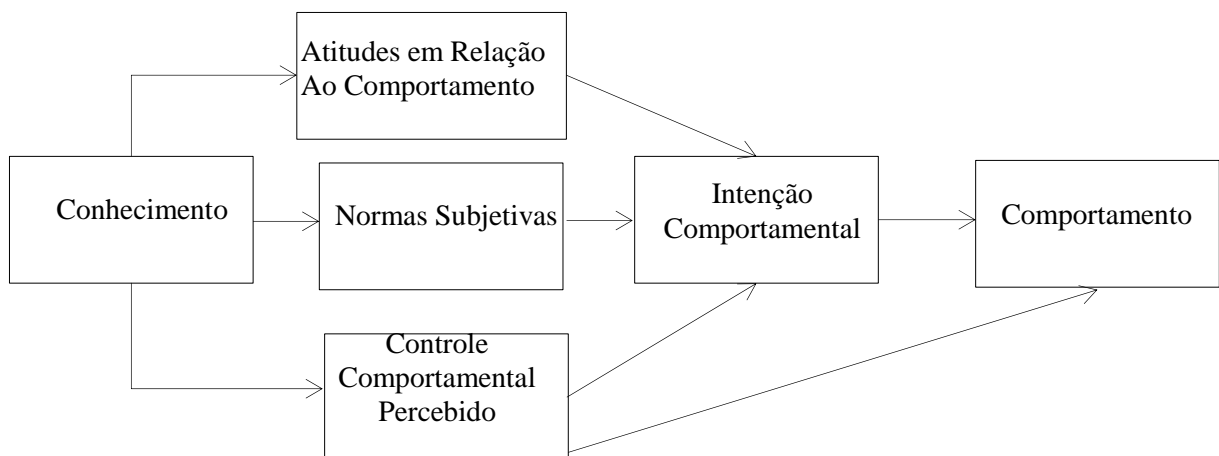 Atitudes em Relação
Ao Comportamento
Conhecimento
Normas Subjetivas
Intenção
Comportamental
Comportamento
Controle
Comportamental
Percebido